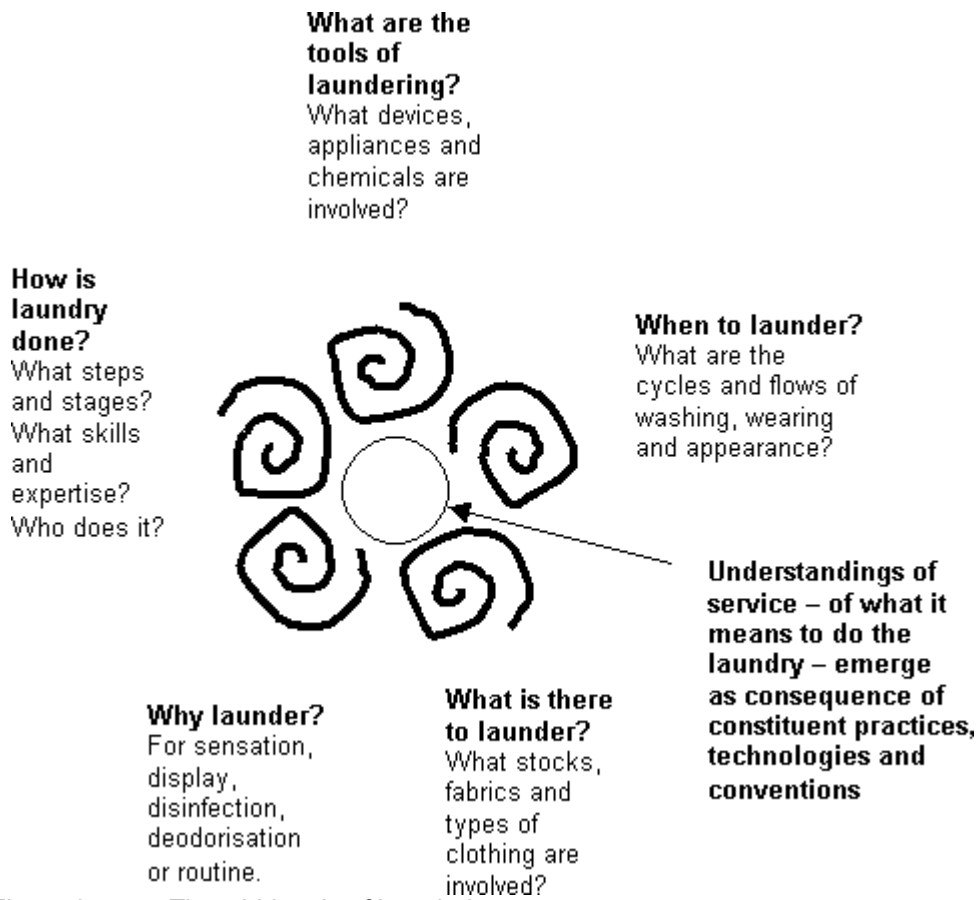 What are the
tools of
laundering?
What devices,
appliances and
chemicals are
involved?
How is
laundry
done?
What steps
and stages?
What skills
and
expertise?
Who does it?
When to launder?
What are the
cycles and flows of
washing, wearing
and appearance?
Understandings of
service – of what it
means to do the
laundry – emerge
as consequence of
constituent practices,
technologies and
conventions
Why launder?
For sensation,
display,
disinfection,
deodorisation
or routine.
What is there
to launder?
What stocks,
fabrics and
types of
clothing are
involved?